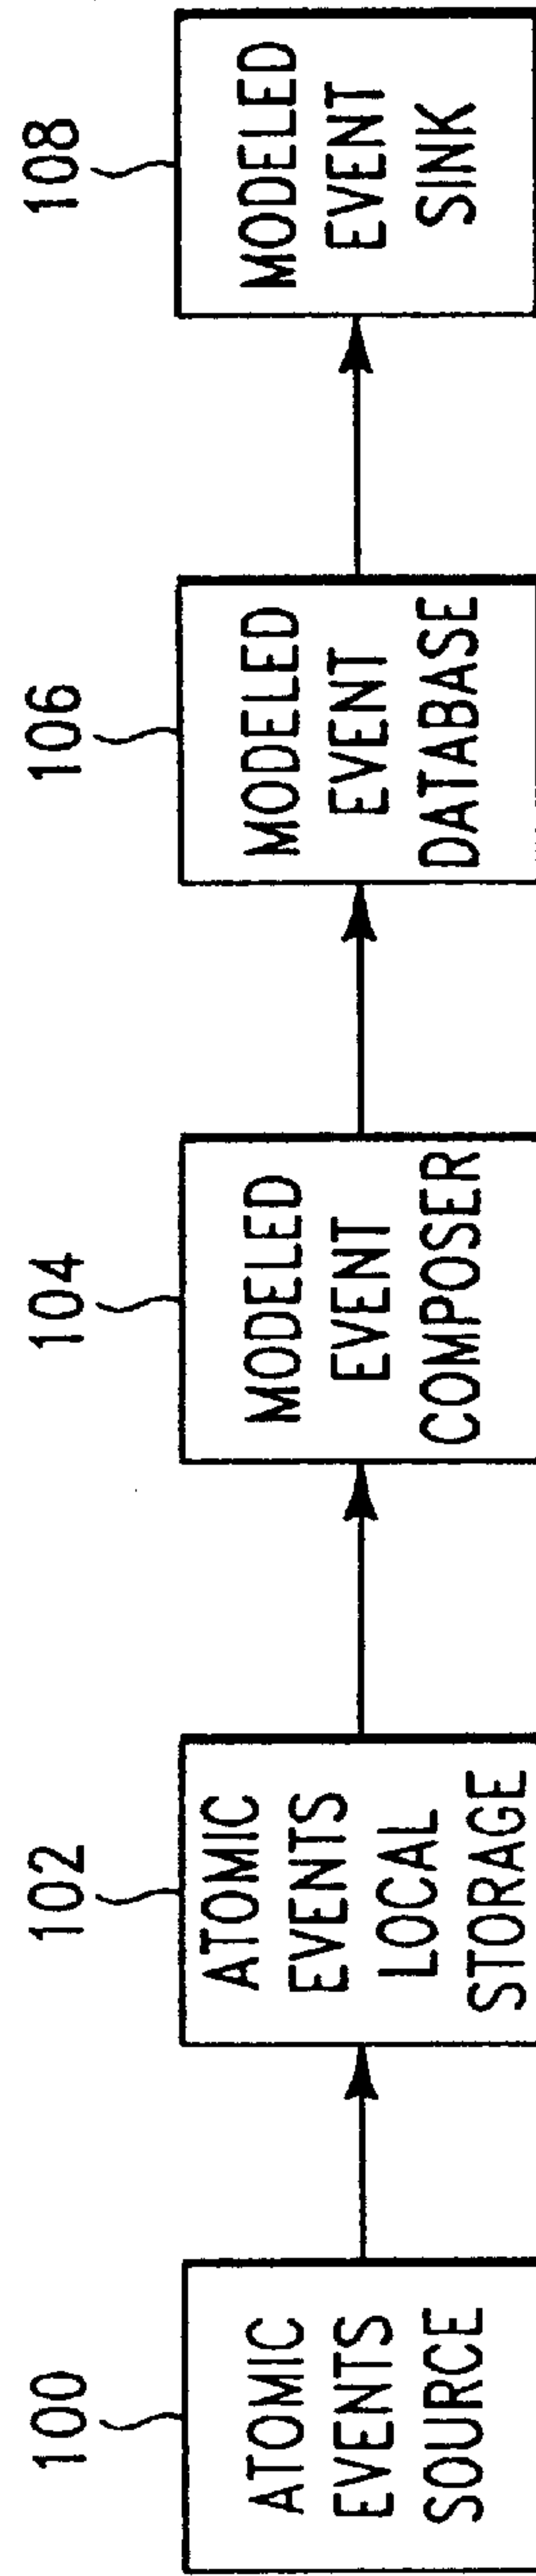 100
ATOMIC
EVENTS
SOURCE
102
ATOMIC
EVENTS
LOCAL
STORAGE
104
MODELED
EVENT
COMPOSER
106
MODELED
EVENT
DATABASE
108
MODELED
EVENT
SINK